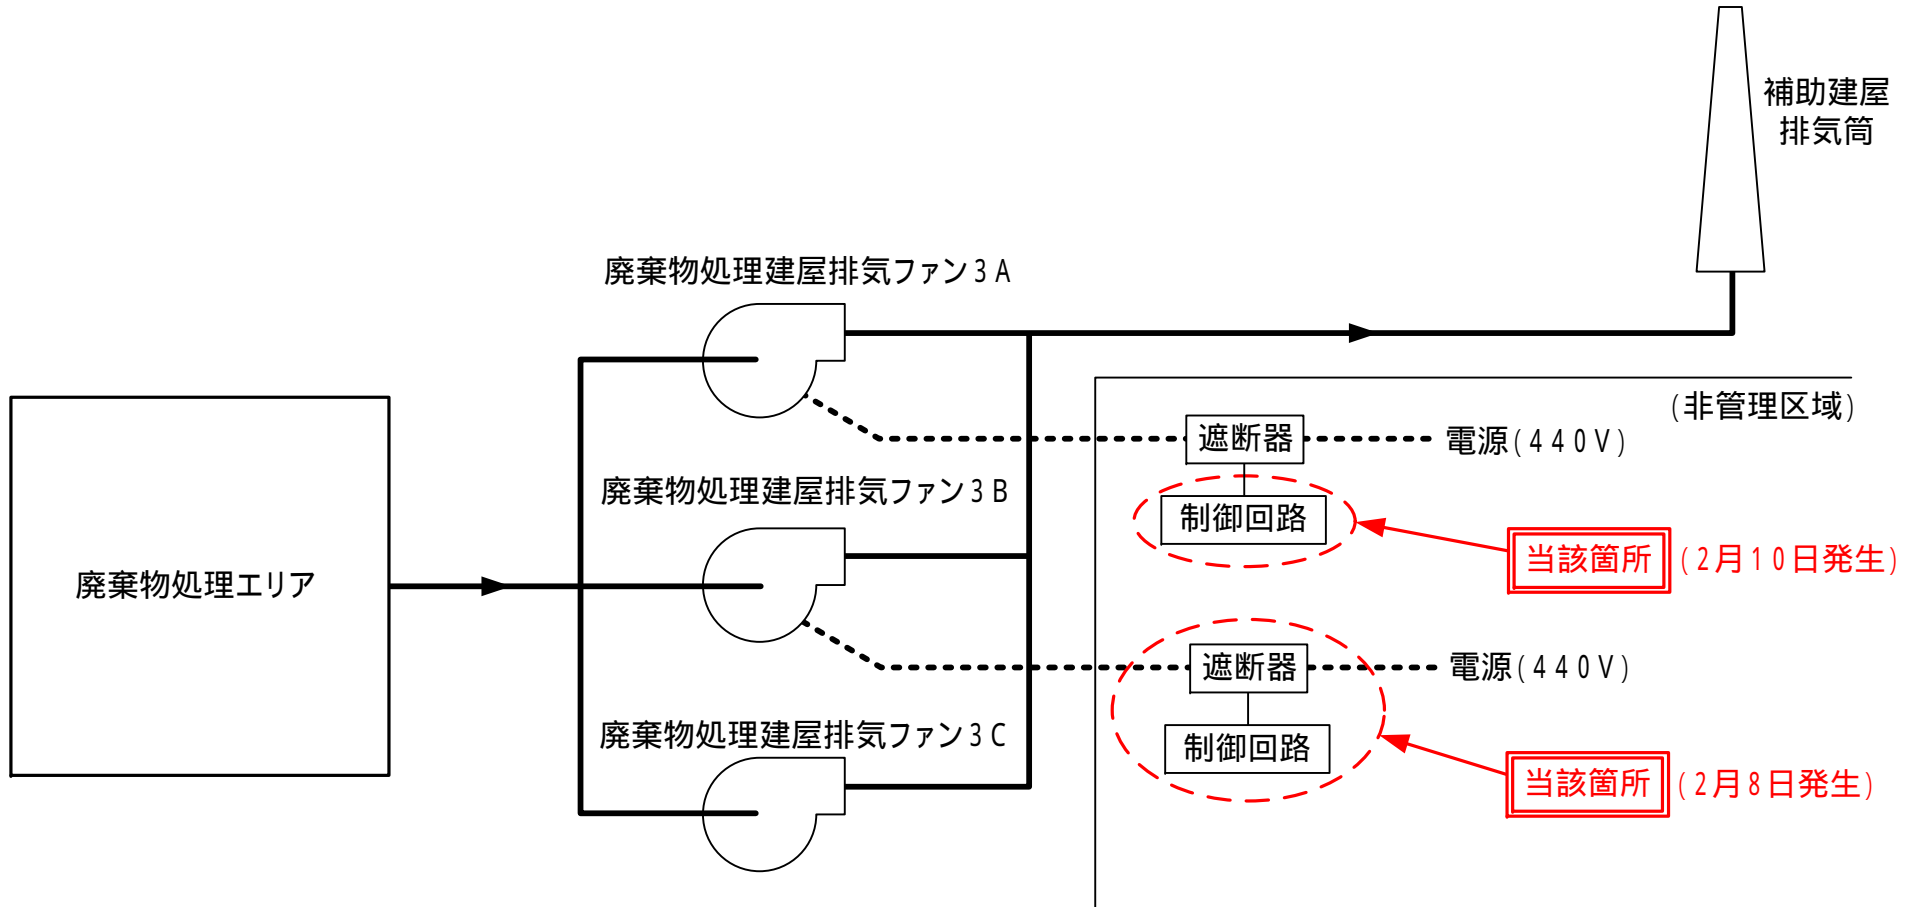 補助建屋
排気筒
廃棄物処理建屋排気ファン3A
(非管理区域)
遮断器
電源(440V)
廃棄物処理建屋排気ファン3B
制御回路
当該箇所
(2月10日発生)
廃棄物処理エリア
遮断器
電源(440V)
廃棄物処理建屋排気ファン3C
制御回路
当該箇所
(2月8日発生)